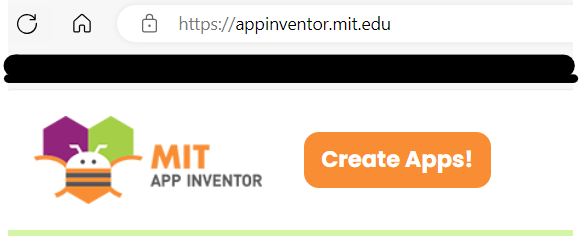 https://appinventor.mit.edu
MIT
APP INVENTOR
Create Apps!